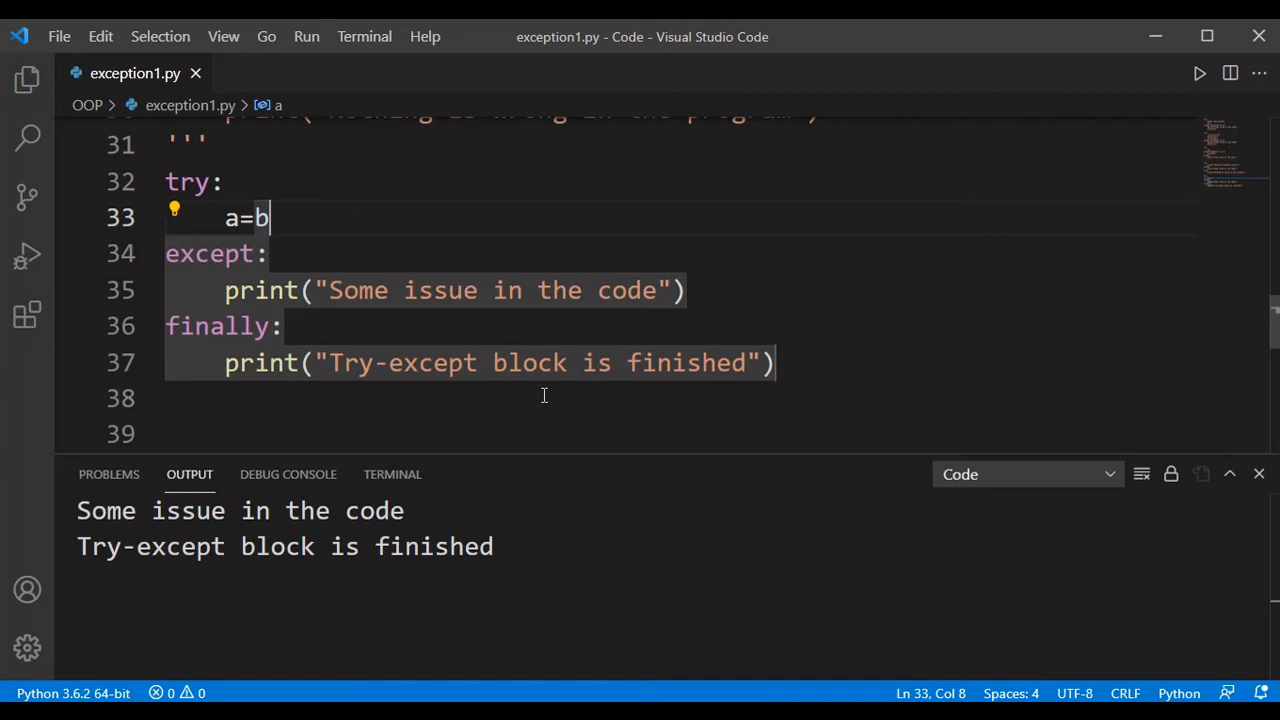 File Edit Selection View Go Run Terminal Help exception1.py - Code - Visual Studio Code
exception1.py
OOP > exception1.py > a
31 '''
32 try:
33 a=b
34 except:
35 print("Some issue in the code")
36 finally:
37 print("Try-except block is finished")
38
39
PROBLEMS OUTPUT DEBUG CONSOLE TERMINAL Code
Some issue in the code
Try-except block is finished
Python 3.6.2 64-bit 0 0 Ln 33, Col 8 Spaces: 4 UTF-8 CRLF Python